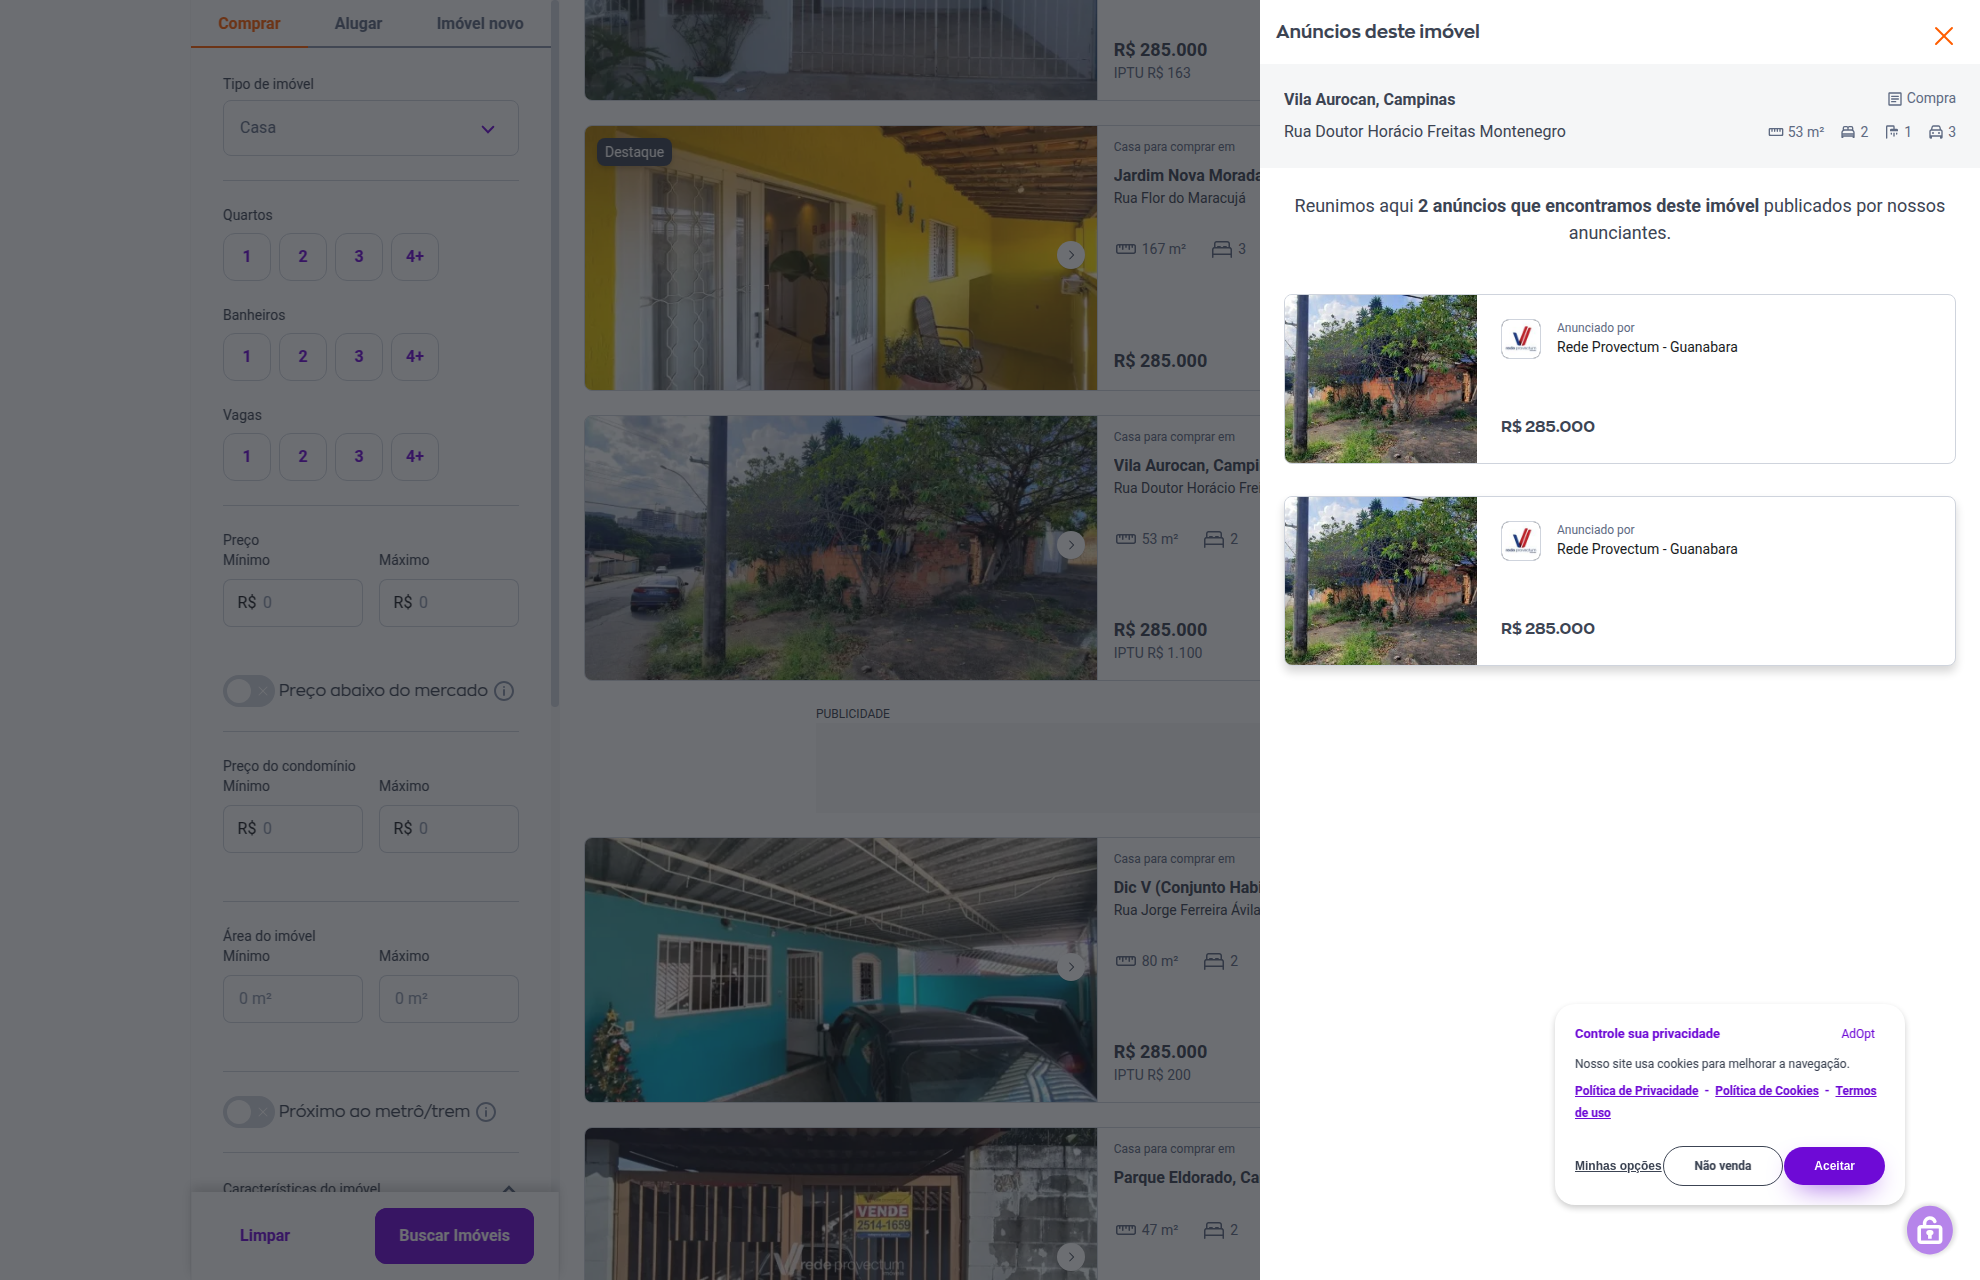 Comprar Alugar Imóvel novo
Tipo de imóvel
Casa
Quartos
1 2 3 4+
Banheiros
1 2 3 4+
Vagas
1 2 3 4+
Preço
Mínimo Máximo
R$ 0 R$ 0
Preço abaixo do mercado
Preço do condomínio
Mínimo Máximo
R$ 0 R$ 0
Área do imóvel
Mínimo Máximo
0 m² 0 m²
Próximo ao metrô/trem
Características do imóvel
Limpar Buscar Imóveis
R$ 285.000
IPTU R$ 163
Destaque
Casa para comprar em
Jardim Nova Morada
Rua Flor do Maracujá
167 m² 3
R$ 285.000
Casa para comprar em
Vila Aurocan, Campi
Rua Doutor Horácio Fre
53 m² 2
R$ 285.000
IPTU R$ 1.100
PUBLICIDADE
Casa para comprar em
Dic V (Conjunto Habi
Rua Jorge Ferreira Ávila
80 m² 2
R$ 285.000
IPTU R$ 200
Casa para comprar em
Parque Eldorado, Ca
47 m² 2
VENDE
2514-1659
rede provectum
Anúncios deste imóvel
Vila Aurocan, Campinas Compra
Rua Doutor Horácio Freitas Montenegro 53 m² 2 1 3
Reunimos aqui 2 anúncios que encontramos deste imóvel publicados por nossos
anunciantes.
Anunciado por
Rede Provectum - Guanabara
R$ 285.000
Anunciado por
Rede Provectum - Guanabara
R$ 285.000
Controle sua privacidade AdOpt
Nosso site usa cookies para melhorar a navegação.
Política de Privacidade - Política de Cookies - Termos
de uso
Minhas opções Não venda Aceitar